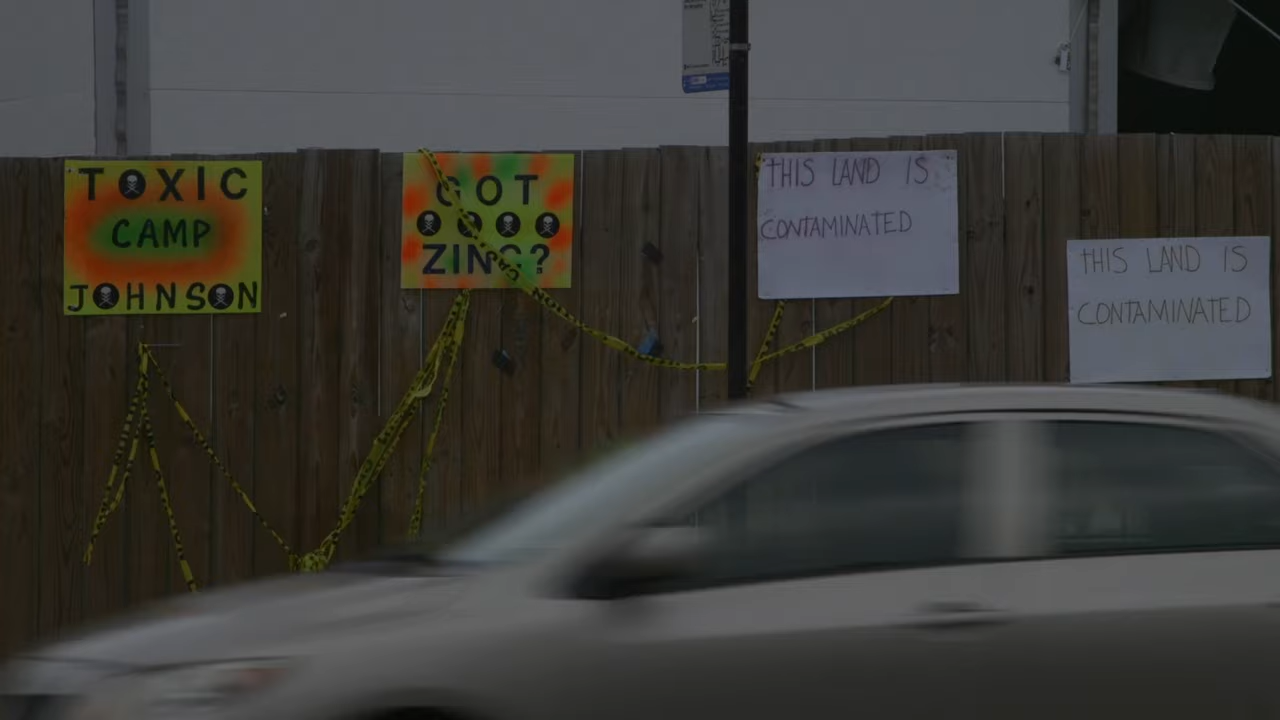 TOXIC
CAMP
JOHNSON
GOT
ZINC?
THIS LAND IS
CONTAMINATED
THIS LAND IS
CONTAMINATED